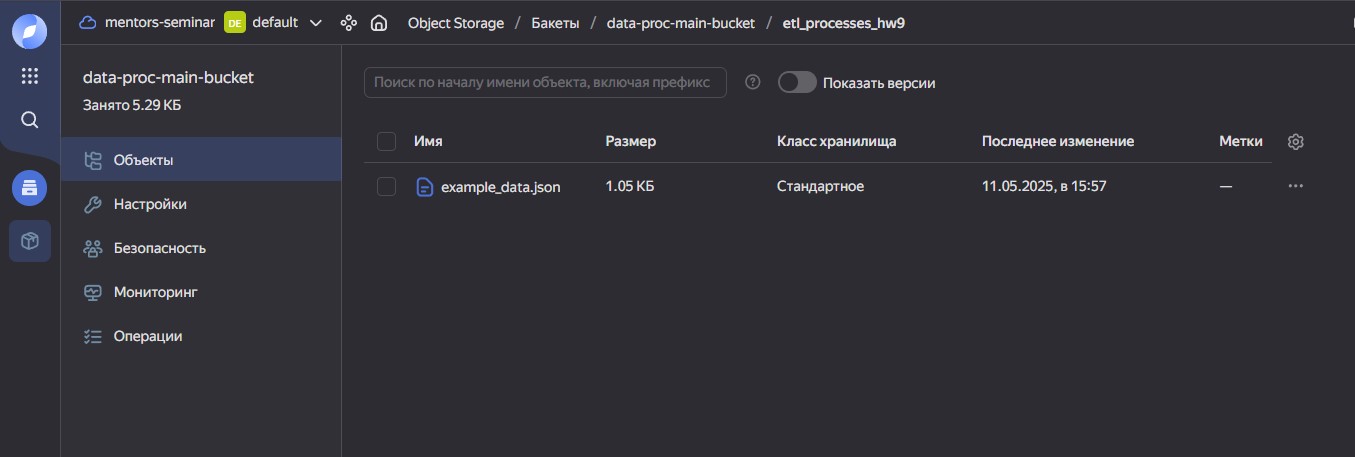 mentors-seminar DE default Object Storage / Бакеты / data-proc-main-bucket / etl_processes_hw9
data-proc-main-bucket
Занято 5.29 КБ
Объекты
Настройки
Безопасность
Мониторинг
Операции
Поиск по началу имени объекта, включая префикс Показать версии
Имя Размер Класс хранилища Последнее изменение Метки
example_data.json 1.05 КБ Стандартное 11.05.2025, в 15:57 —